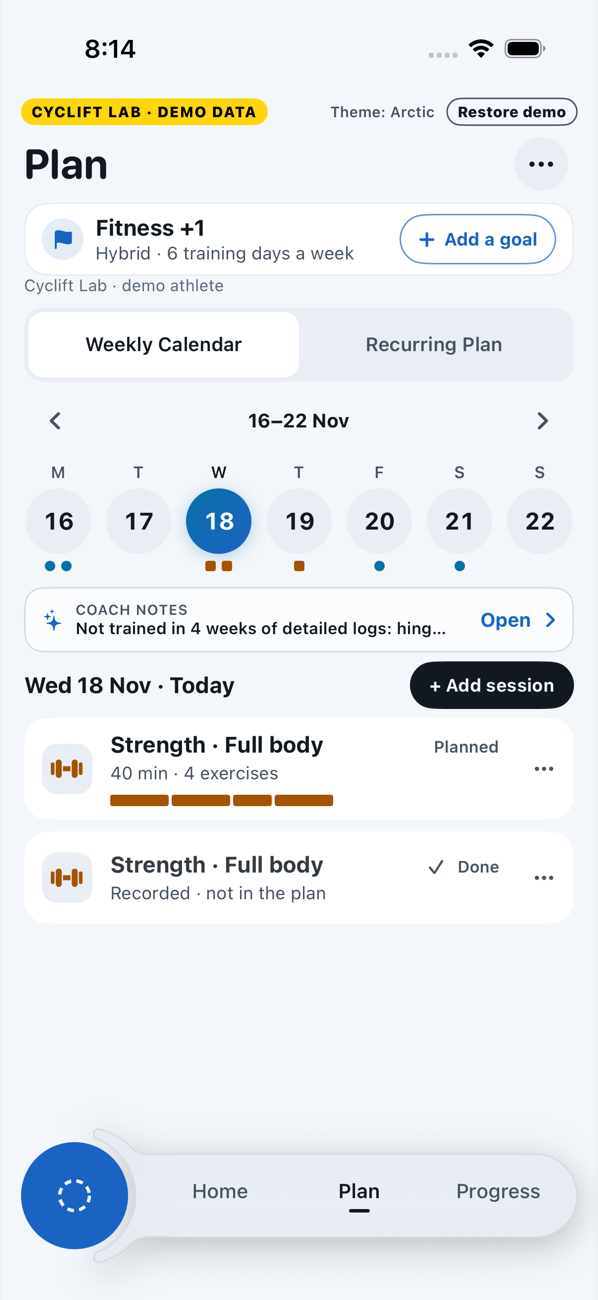 8:14
CYCLIFT LAB · DEMO DATA
Theme: Arctic
Restore demo
Plan
Fitness +1
Hybrid · 6 training days a week
+ Add a goal
Cyclift Lab · demo athlete
Weekly Calendar
Recurring Plan
16–22 Nov
M T W T F S S
16 17 18 19 20 21 22
COACH NOTES
Not trained in 4 weeks of detailed logs: hing...
Open
Wed 18 Nov · Today
+ Add session
Strength · Full body
Planned
40 min · 4 exercises
Strength · Full body
Done
Recorded · not in the plan
Home
Plan
Progress